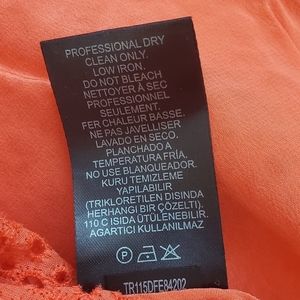 PROFESSIONAL DRY
CLEAN ONLY.
LOW IRON.
DO NOT BLEACH
NETTOYER À SEC
PROFESSIONNEL
SEULEMENT.
FER CHALEUR BASSE.
NE PAS JAVELLISER
LAVADO EN SECO,
PLANCHADO A
TEMPERATURA FRÍA,
NO USE BLANQUEADOR.
KURU TEMIZLEME
YAPILABILIR
(TRIKLORETILEN DISINDA
HERHANGI BIR ÇÖZELTI).
110 C ISIDA ÜTÜLENEBILIR
AGARTICI KULLANILMAZ
P
TR115DFE84202